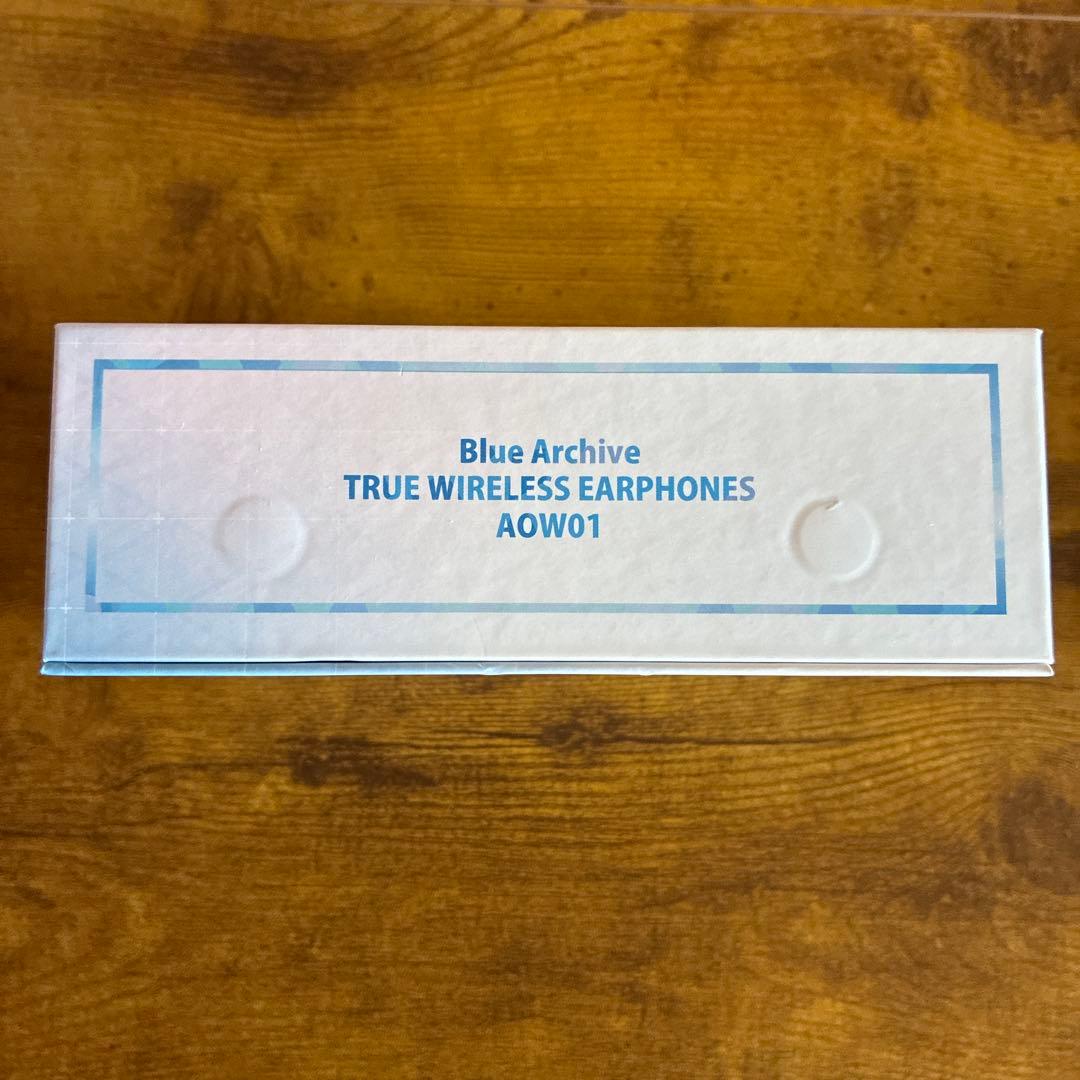 Blue Archive
TRUE WIRELESS EARPHONES
AOW01